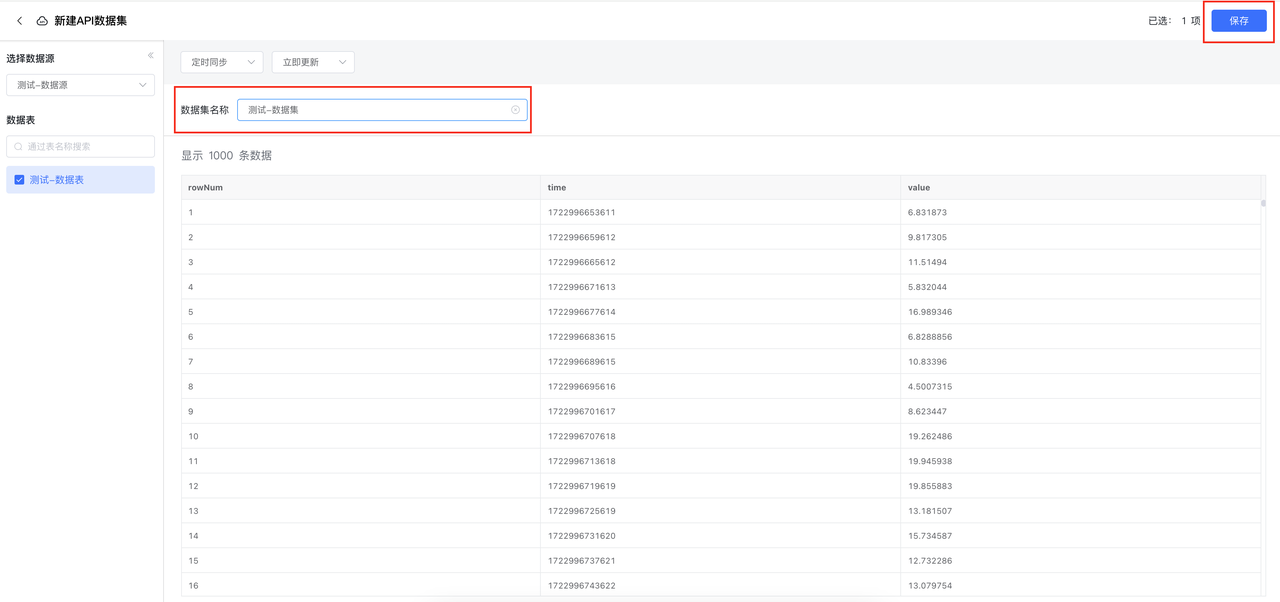 新建API数据集
已选： 1 项
保存
选择数据源
测试-数据源
数据表
通过表名称搜索
测试-数据表
定时同步
立即更新
数据集名称
测试-数据集
显示 1000 条数据
rowNum time value
1 1722996653611 6.831873
2 1722996659612 9.817305
3 1722996665612 11.51494
4 1722996671613 5.832044
5 1722996677614 16.989346
6 1722996683615 6.8288856
7 1722996689615 10.83396
8 1722996695616 4.5007315
9 1722996701617 8.623447
10 1722996707618 19.262486
11 1722996713618 19.945938
12 1722996719619 19.855883
13 1722996725619 13.181507
14 1722996731620 15.734587
15 1722996737621 12.732286
16 1722996743622 13.079754